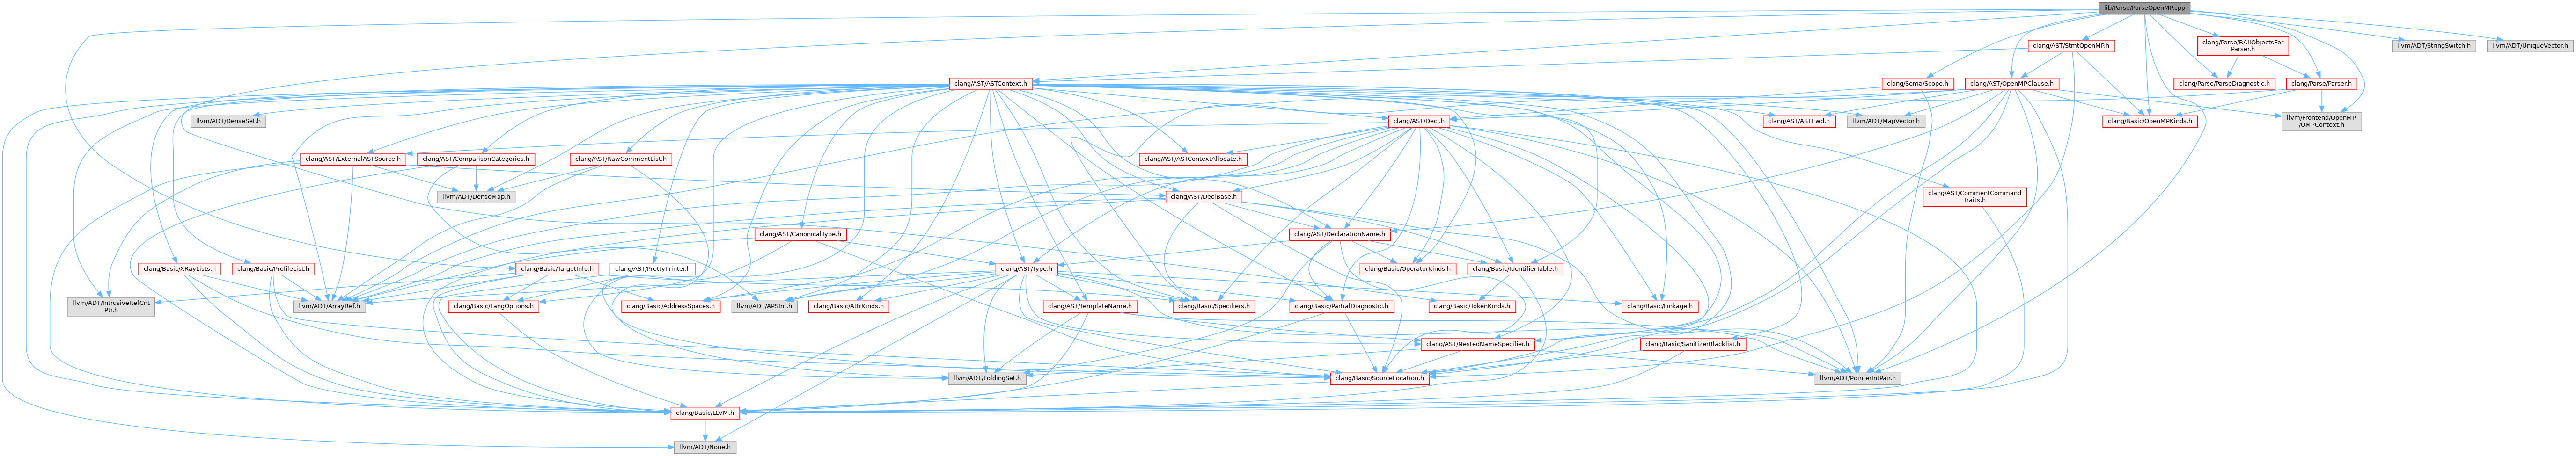 lib/Parse/ParseOpenMP.cpp
clang/AST/StmtOpenMP.h
clang/Parse/RAIIObjectsFor
Parser.h
llvm/ADT/StringSwitch.h
llvm/ADT/UniqueVector.h
clang/AST/ASTContext.h
clang/Sema/Scope.h
clang/AST/OpenMPClause.h
clang/Parse/ParseDiagnostic.h
clang/Parse/Parser.h
llvm/ADT/DenseSet.h
clang/AST/Decl.h
clang/AST/ASTFwd.h
llvm/ADT/MapVector.h
clang/Basic/OpenMPKinds.h
llvm/Frontend/OpenMP
/OMPContext.h
clang/AST/ExternalASTSource.h
clang/AST/ComparisonCategories.h
clang/AST/RawCommentList.h
clang/AST/ASTContextAllocate.h
llvm/ADT/DenseMap.h
clang/AST/DeclBase.h
clang/AST/CommentCommand
Traits.h
clang/AST/CanonicalType.h
clang/AST/DeclarationName.h
clang/Basic/XRayLists.h
clang/Basic/ProfileList.h
clang/Basic/TargetInfo.h
clang/AST/PrettyPrinter.h
clang/AST/Type.h
clang/Basic/OperatorKinds.h
clang/Basic/IdentifierTable.h
llvm/ADT/IntrusiveRefCnt
Ptr.h
llvm/ADT/ArrayRef.h
clang/Basic/LangOptions.h
clang/Basic/AddressSpaces.h
llvm/ADT/APSInt.h
clang/Basic/AttrKinds.h
clang/AST/TemplateName.h
clang/Basic/Specifiers.h
clang/Basic/PartialDiagnostic.h
clang/Basic/TokenKinds.h
clang/Basic/Linkage.h
clang/AST/NestedNameSpecifier.h
clang/Basic/SanitizerBlacklist.h
llvm/ADT/FoldingSet.h
clang/Basic/SourceLocation.h
llvm/ADT/PointerIntPair.h
clang/Basic/LLVM.h
llvm/ADT/None.h